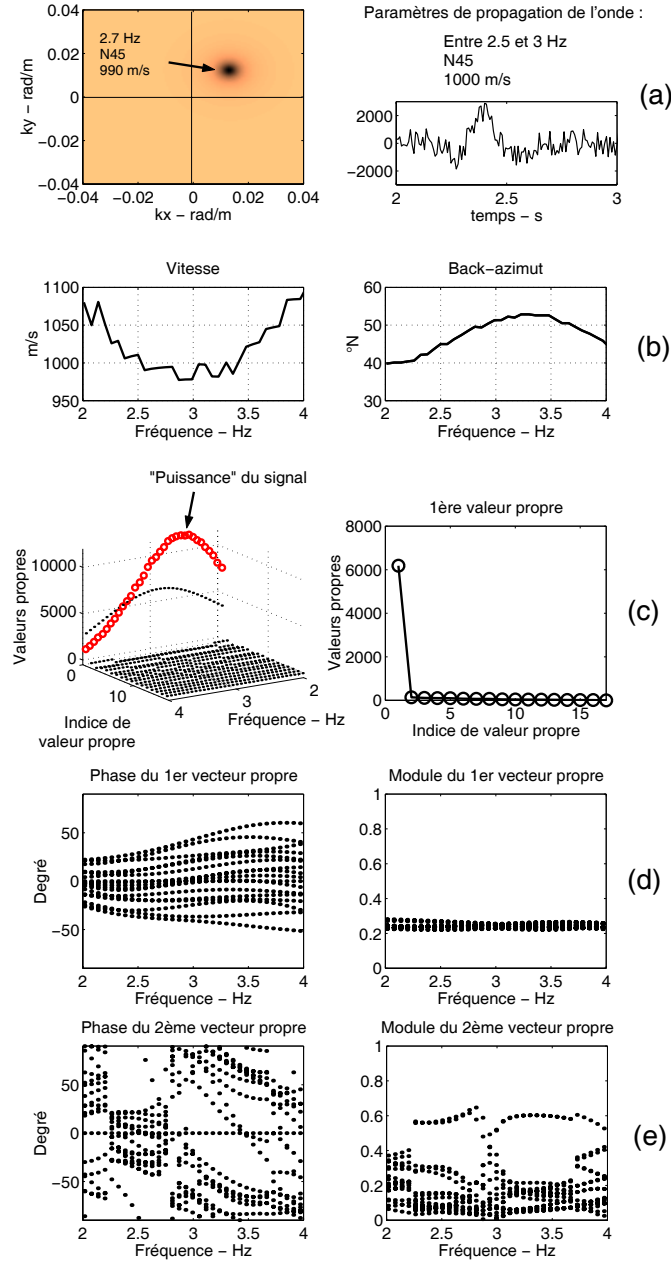 2.7 Hz
N45
990 m/s
0.04
0.02
0
−0.02
−0.04
ky − rad/m
−0.04 −0.02 0 0.02 0.04
kx − rad/m
Paramètres de propagation de l'onde :
Entre 2.5 et 3 Hz
N45
1000 m/s
2000
0
−2000
2 2.5 3
temps − s
(a)
Vitesse
1100
1050
1000
950
m/s
2 2.5 3 3.5 4
Fréquence − Hz
Back−azimut
60
50
40
30
°N
2 2.5 3 3.5 4
Fréquence − Hz
(b)
"Puissance" du signal
10000
5000
0
Valeurs propres
0
10
Indice de
valeur propre
4
3
2
Fréquence − Hz
1ère valeur propre
8000
6000
4000
2000
0
Valeurs propres
0 5 10 15
Indice de valeur propre
(c)
Phase du 1er vecteur propre
50
0
−50
Degré
2 2.5 3 3.5 4
Fréquence − Hz
Module du 1er vecteur propre
1
0.8
0.6
0.4
0.2
0
2 2.5 3 3.5 4
Fréquence − Hz
(d)
Phase du 2ème vecteur propre
50
0
−50
Degré
2 2.5 3 3.5 4
Fréquence − Hz
Module du 2ème vecteur propre
1
0.8
0.6
0.4
0.2
0
2 2.5 3 3.5 4
Fréquence − Hz
(e)